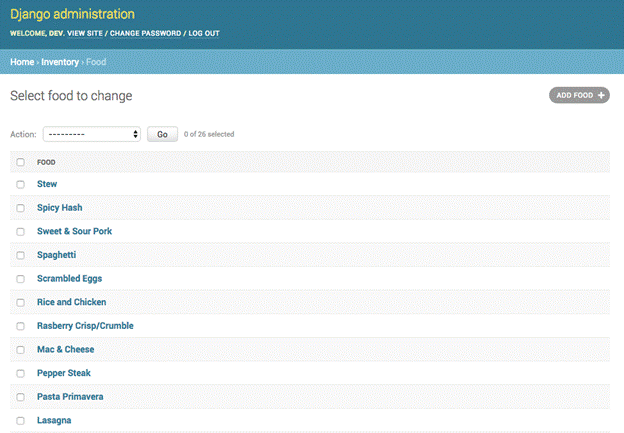 Django administration
WELCOME, DEV. VIEW SITE / CHANGE PASSWORD / LOG OUT
Home › Inventory › Food
Select food to change
ADD FOOD +
Action: --------- Go 0 of 26 selected
FOOD
Stew
Spicy Hash
Sweet & Sour Pork
Spaghetti
Scrambled Eggs
Rice and Chicken
Rasberry Crisp/Crumble
Mac & Cheese
Pepper Steak
Pasta Primavera
Lasagna